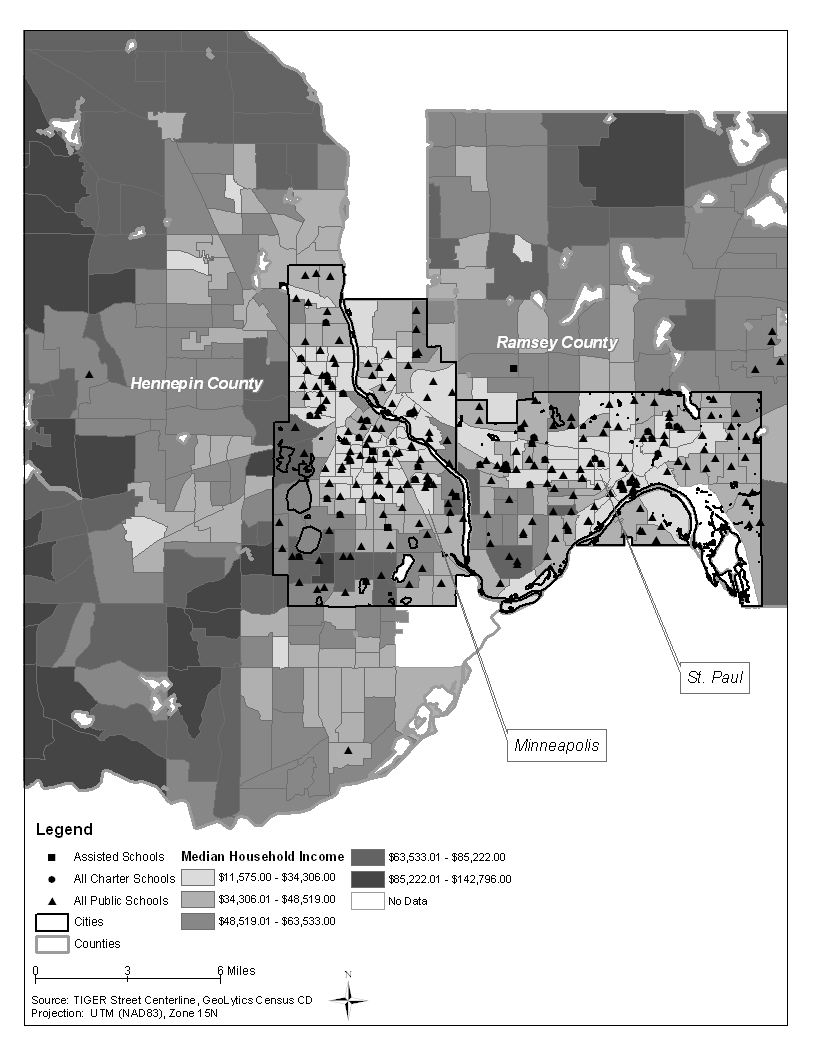 Ramsey County
Hennepin County
St. Paul
Minneapolis
Legend
Assisted Schools
All Charter Schools
All Public Schools
Cities
Counties
Median Household Income
$11,575.00 - $34,306.00
$34,306.01 - $48,519.00
$48,519.01 - $63,533.00
$63,533.01 - $85,222.00
$85,222.01 - $142,796.00
No Data
0 3 6 Miles
N
Source: TIGER Street Centerline, GeoLytics Census CD
Projection: UTM (NAD83), Zone 15N